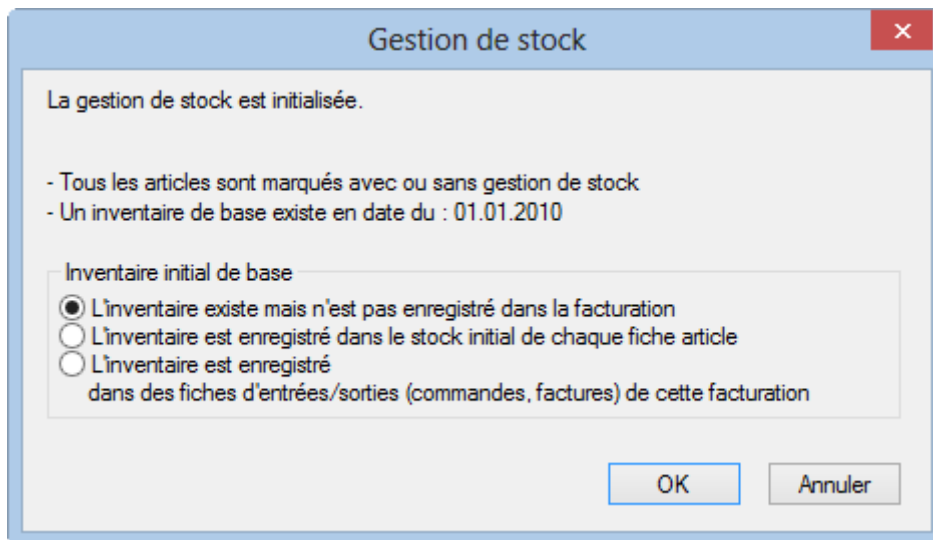 Gestion de stock
La gestion de stock est initialisée.
- Tous les articles sont marqués avec ou sans gestion de stock
- Un inventaire de base existe en date du : 01.01.2010
Inventaire initial de base
L'inventaire existe mais n'est pas enregistré dans la facturation
L'inventaire est enregistré dans le stock initial de chaque fiche article
L'inventaire est enregistré
dans des fiches d'entrées/sorties (commandes, factures) de cette facturation
OK Annuler